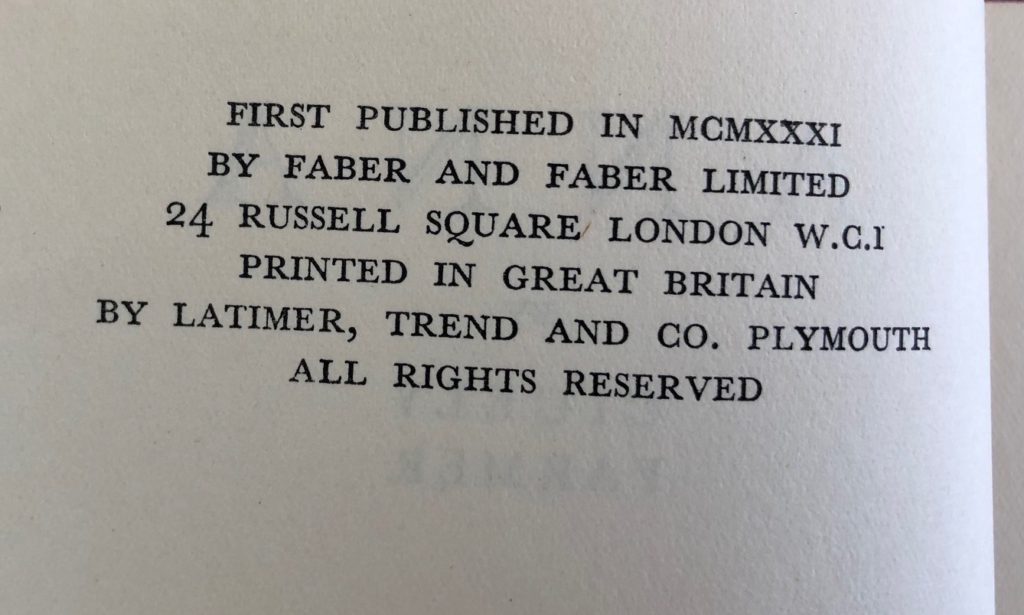 FIRST PUBLISHED IN MCMXXXI
BY FABER AND FABER LIMITED
24 RUSSELL SQUARE LONDON W.C.1
PRINTED IN GREAT BRITAIN
BY LATIMER, TREND AND CO. PLYMOUTH
ALL RIGHTS RESERVED